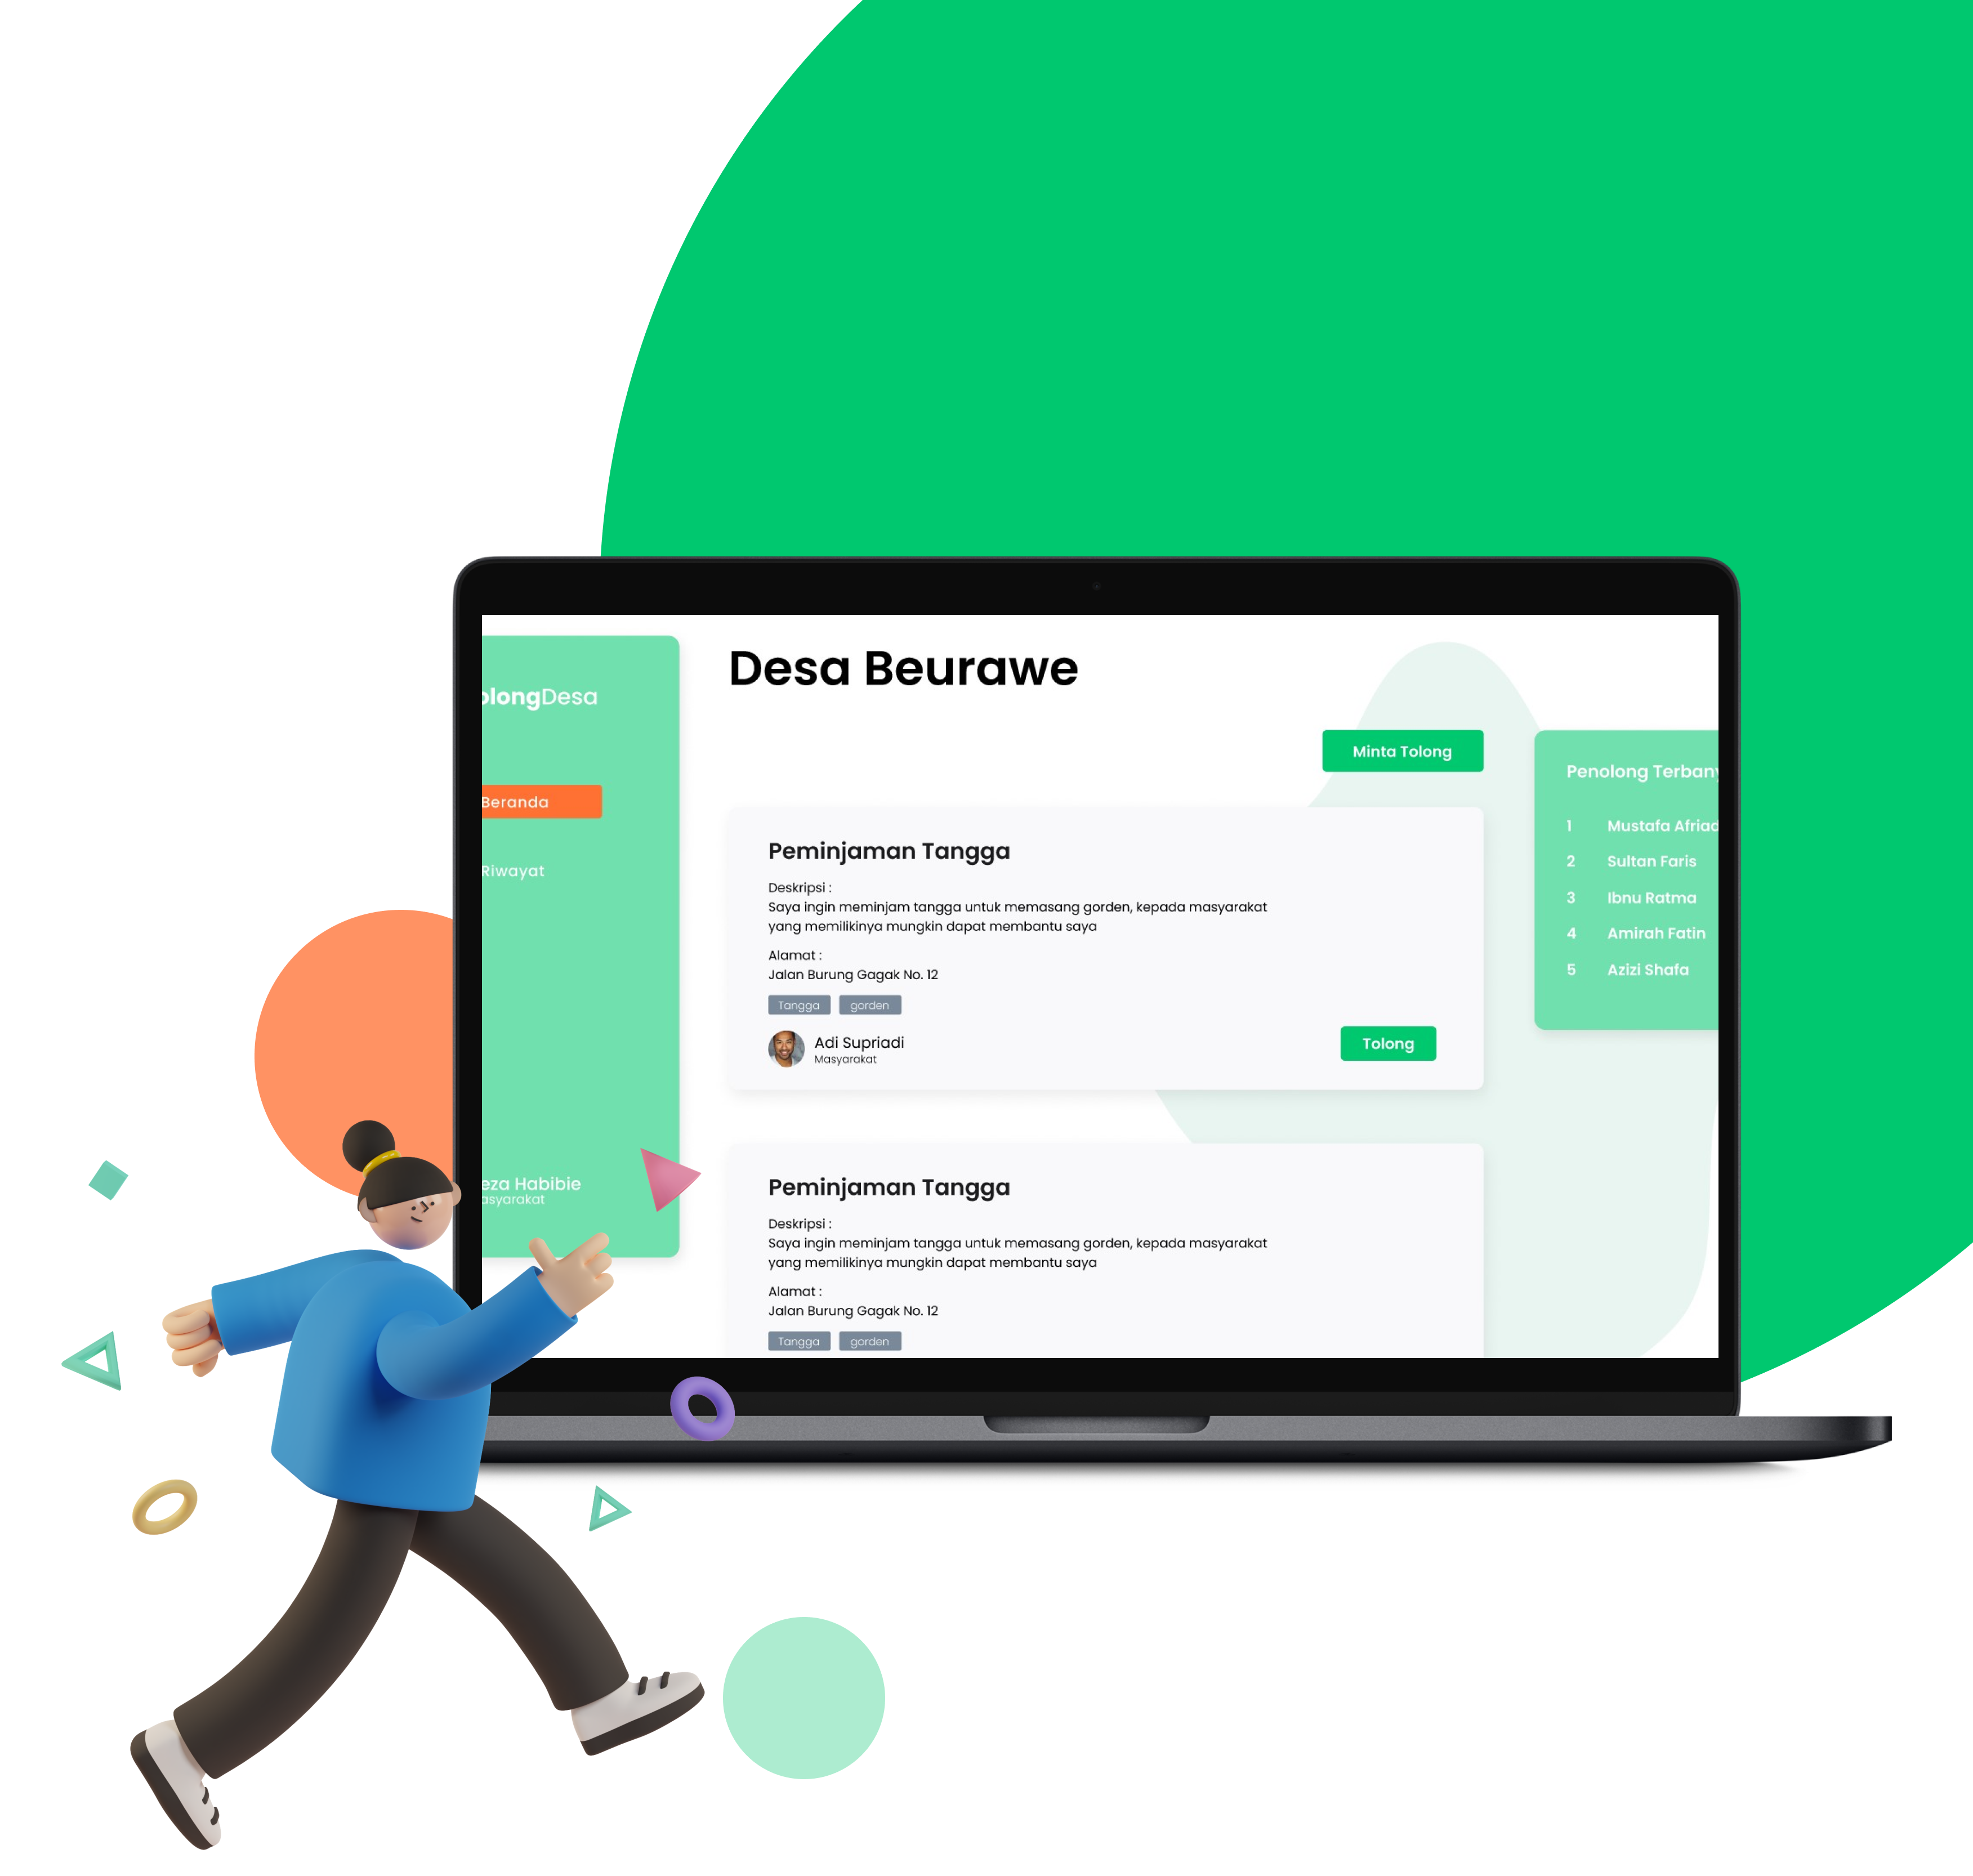 olongDesa
Beranda
Riwayat
eza Habibie
asyarakat
Desa Beurawe
Minta Tolong
Peminjaman Tangga
Deskripsi :
Saya ingin meminjam tangga untuk memasang gorden, kepada masyarakat
yang memilikinya mungkin dapat membantu saya
Alamat :
Jalan Burung Gagak No. 12
Tangga gorden
Adi Supriadi
Masyarakat
Tolong
Peminjaman Tangga
Deskripsi :
Saya ingin meminjam tangga untuk memasang gorden, kepada masyarakat
yang memilikinya mungkin dapat membantu saya
Alamat :
Jalan Burung Gagak No. 12
Tangga gorden
Penolong Terbany
1 Mustafa Afriad
2 Sultan Faris
3 Ibnu Ratma
4 Amirah Fatin
5 Azizi Shafa